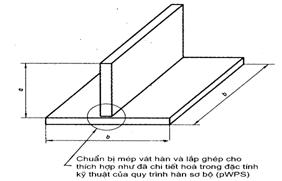 a
a
b
b
Chuẩn bị mép vát hàn và lắp ghép cho
thích hợp như đã chi tiết hoá trong đặc tính
kỹ thuật của quy trình hàn sơ bộ (pWPS)